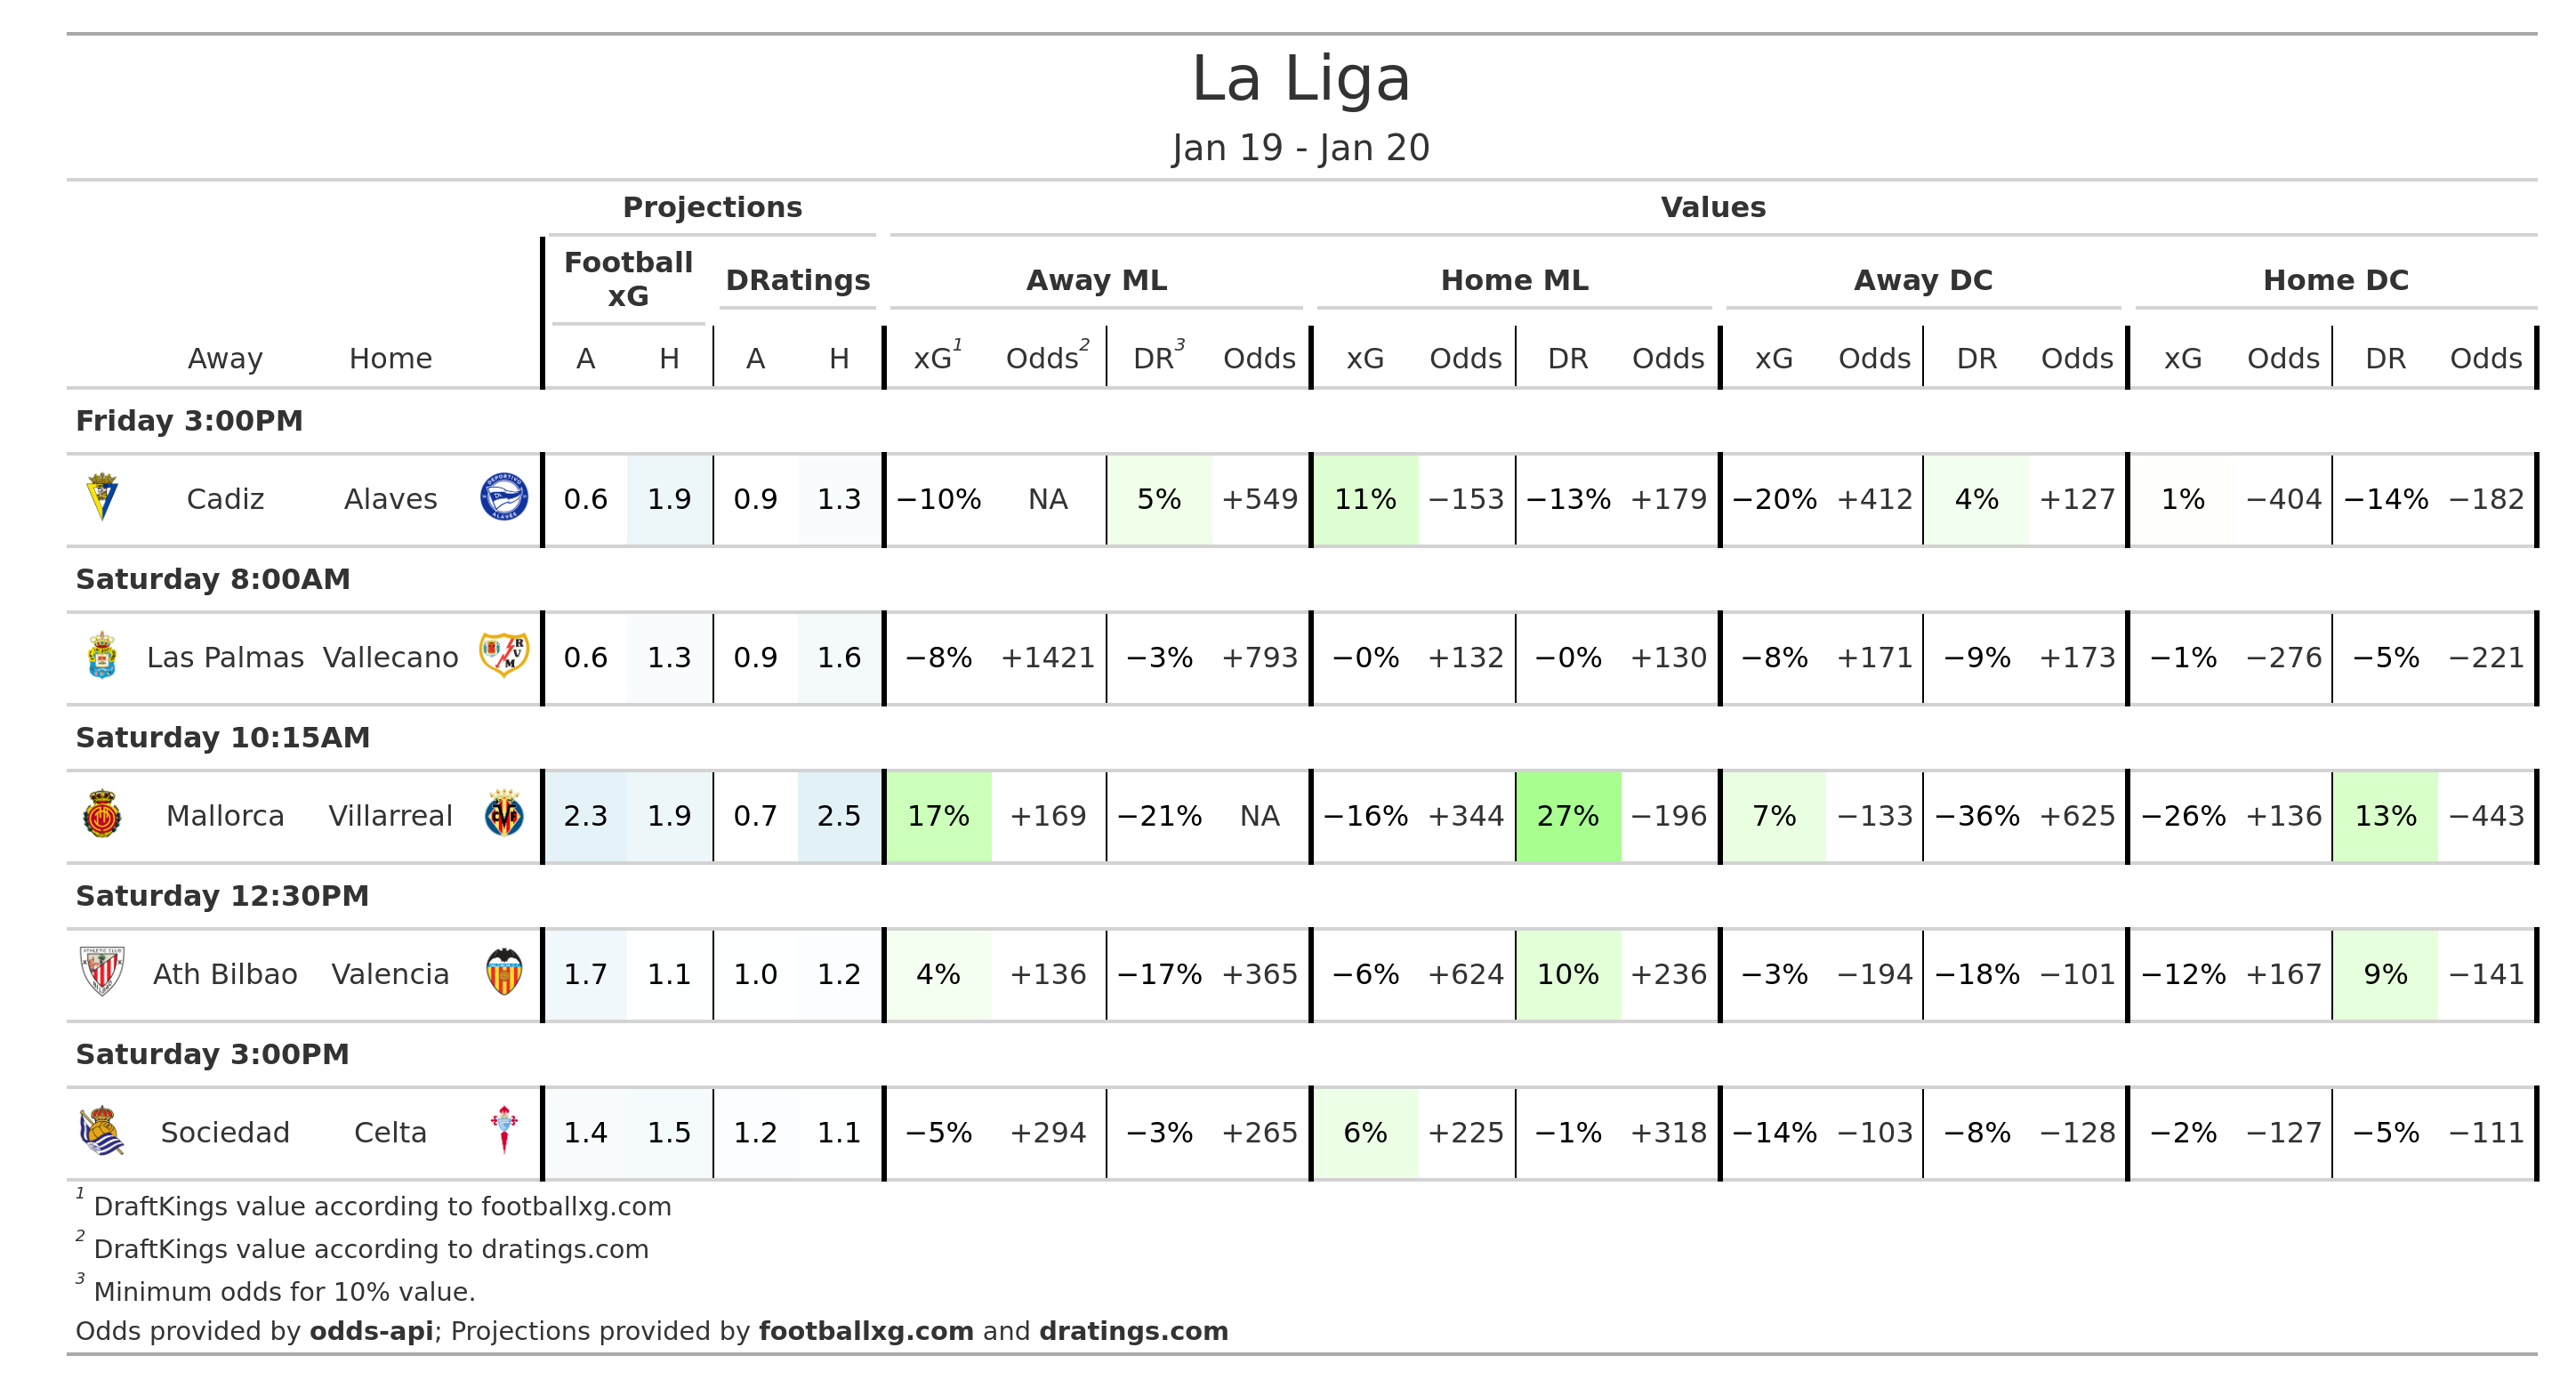 La Liga
Jan 19 - Jan 20
Projections Values
Football xG DRatings Away ML Home ML Away DC Home DC
Away Home A H A H xG1 Odds2 DR3 Odds xG Odds DR Odds xG Odds DR Odds xG Odds DR Odds
Friday 3:00PM
Cadiz Alaves 0.6 1.9 0.9 1.3 −10% NA 5% +549 11% −153 −13% +179 −20% +412 4% +127 1% −404 −14% −182
Saturday 8:00AM
Las Palmas Vallecano 0.6 1.3 0.9 1.6 −8% +1421 −3% +793 −0% +132 −0% +130 −8% +171 −9% +173 −1% −276 −5% −221
Saturday 10:15AM
Mallorca Villarreal 2.3 1.9 0.7 2.5 17% +169 −21% NA −16% +344 27% −196 7% −133 −36% +625 −26% +136 13% −443
Saturday 12:30PM
Ath Bilbao Valencia 1.7 1.1 1.0 1.2 4% +136 −17% +365 −6% +624 10% +236 −3% −194 −18% −101 −12% +167 9% −141
Saturday 3:00PM
Sociedad Celta 1.4 1.5 1.2 1.1 −5% +294 −3% +265 6% +225 −1% +318 −14% −103 −8% −128 −2% −127 −5% −111
1 DraftKings value according to footballxg.com
2 DraftKings value according to dratings.com
3 Minimum odds for 10% value.
Odds provided by odds-api; Projections provided by footballxg.com and dratings.com